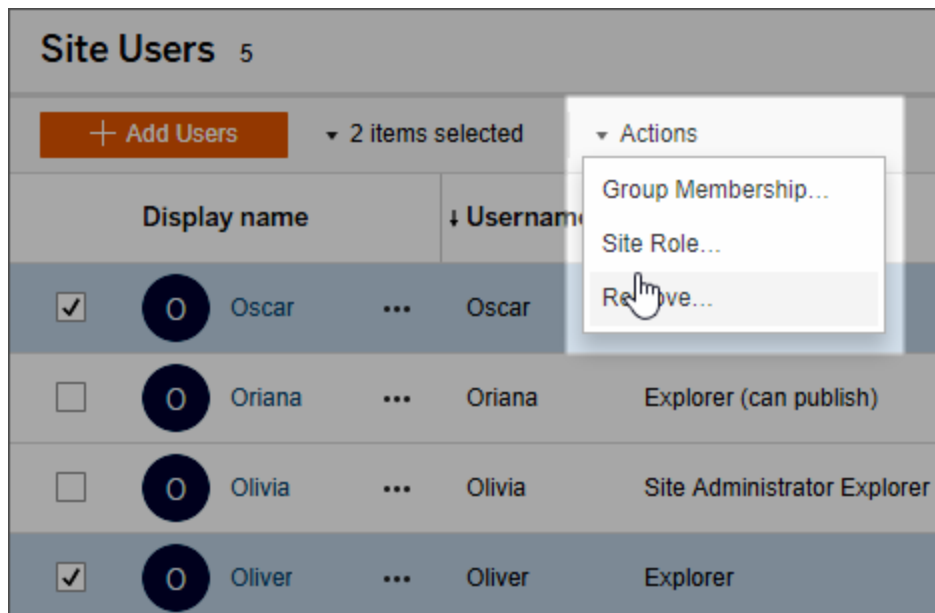 Site Users 5
+ Add Users 2 items selected Actions
Group Membership...
Display name ↓ Username
Site Role...
O Oscar ••• Oscar Remove...
O Oriana ••• Oriana Explorer (can publish)
O Olivia ••• Olivia Site Administrator Explorer
O Oliver ••• Oliver Explorer